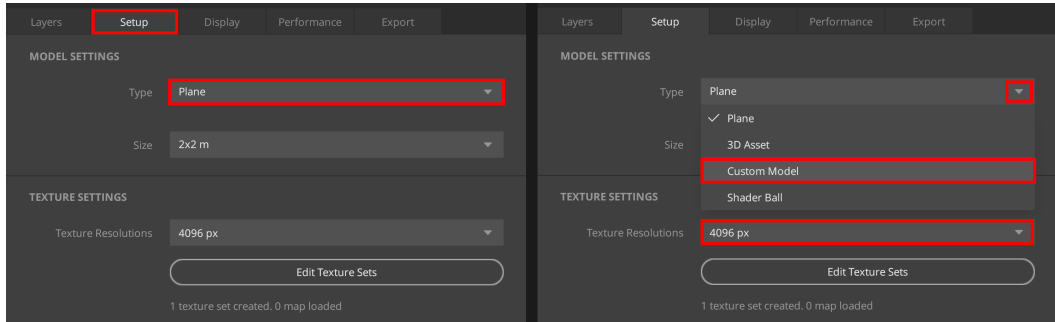 Layers Setup Display Performance Export
MODEL SETTINGS
Type Plane
Size 2x2 m
TEXTURE SETTINGS
Texture Resolutions 4096 px
Edit Texture Sets
1 texture set created. 0 map loaded
Layers Setup Display Performance Export
MODEL SETTINGS
Type Plane
Plane
Size 3D Asset
Custom Model
TEXTURE SETTINGS Shader Ball
Texture Resolutions 4096 px
Edit Texture Sets
1 texture set created. 0 map loaded